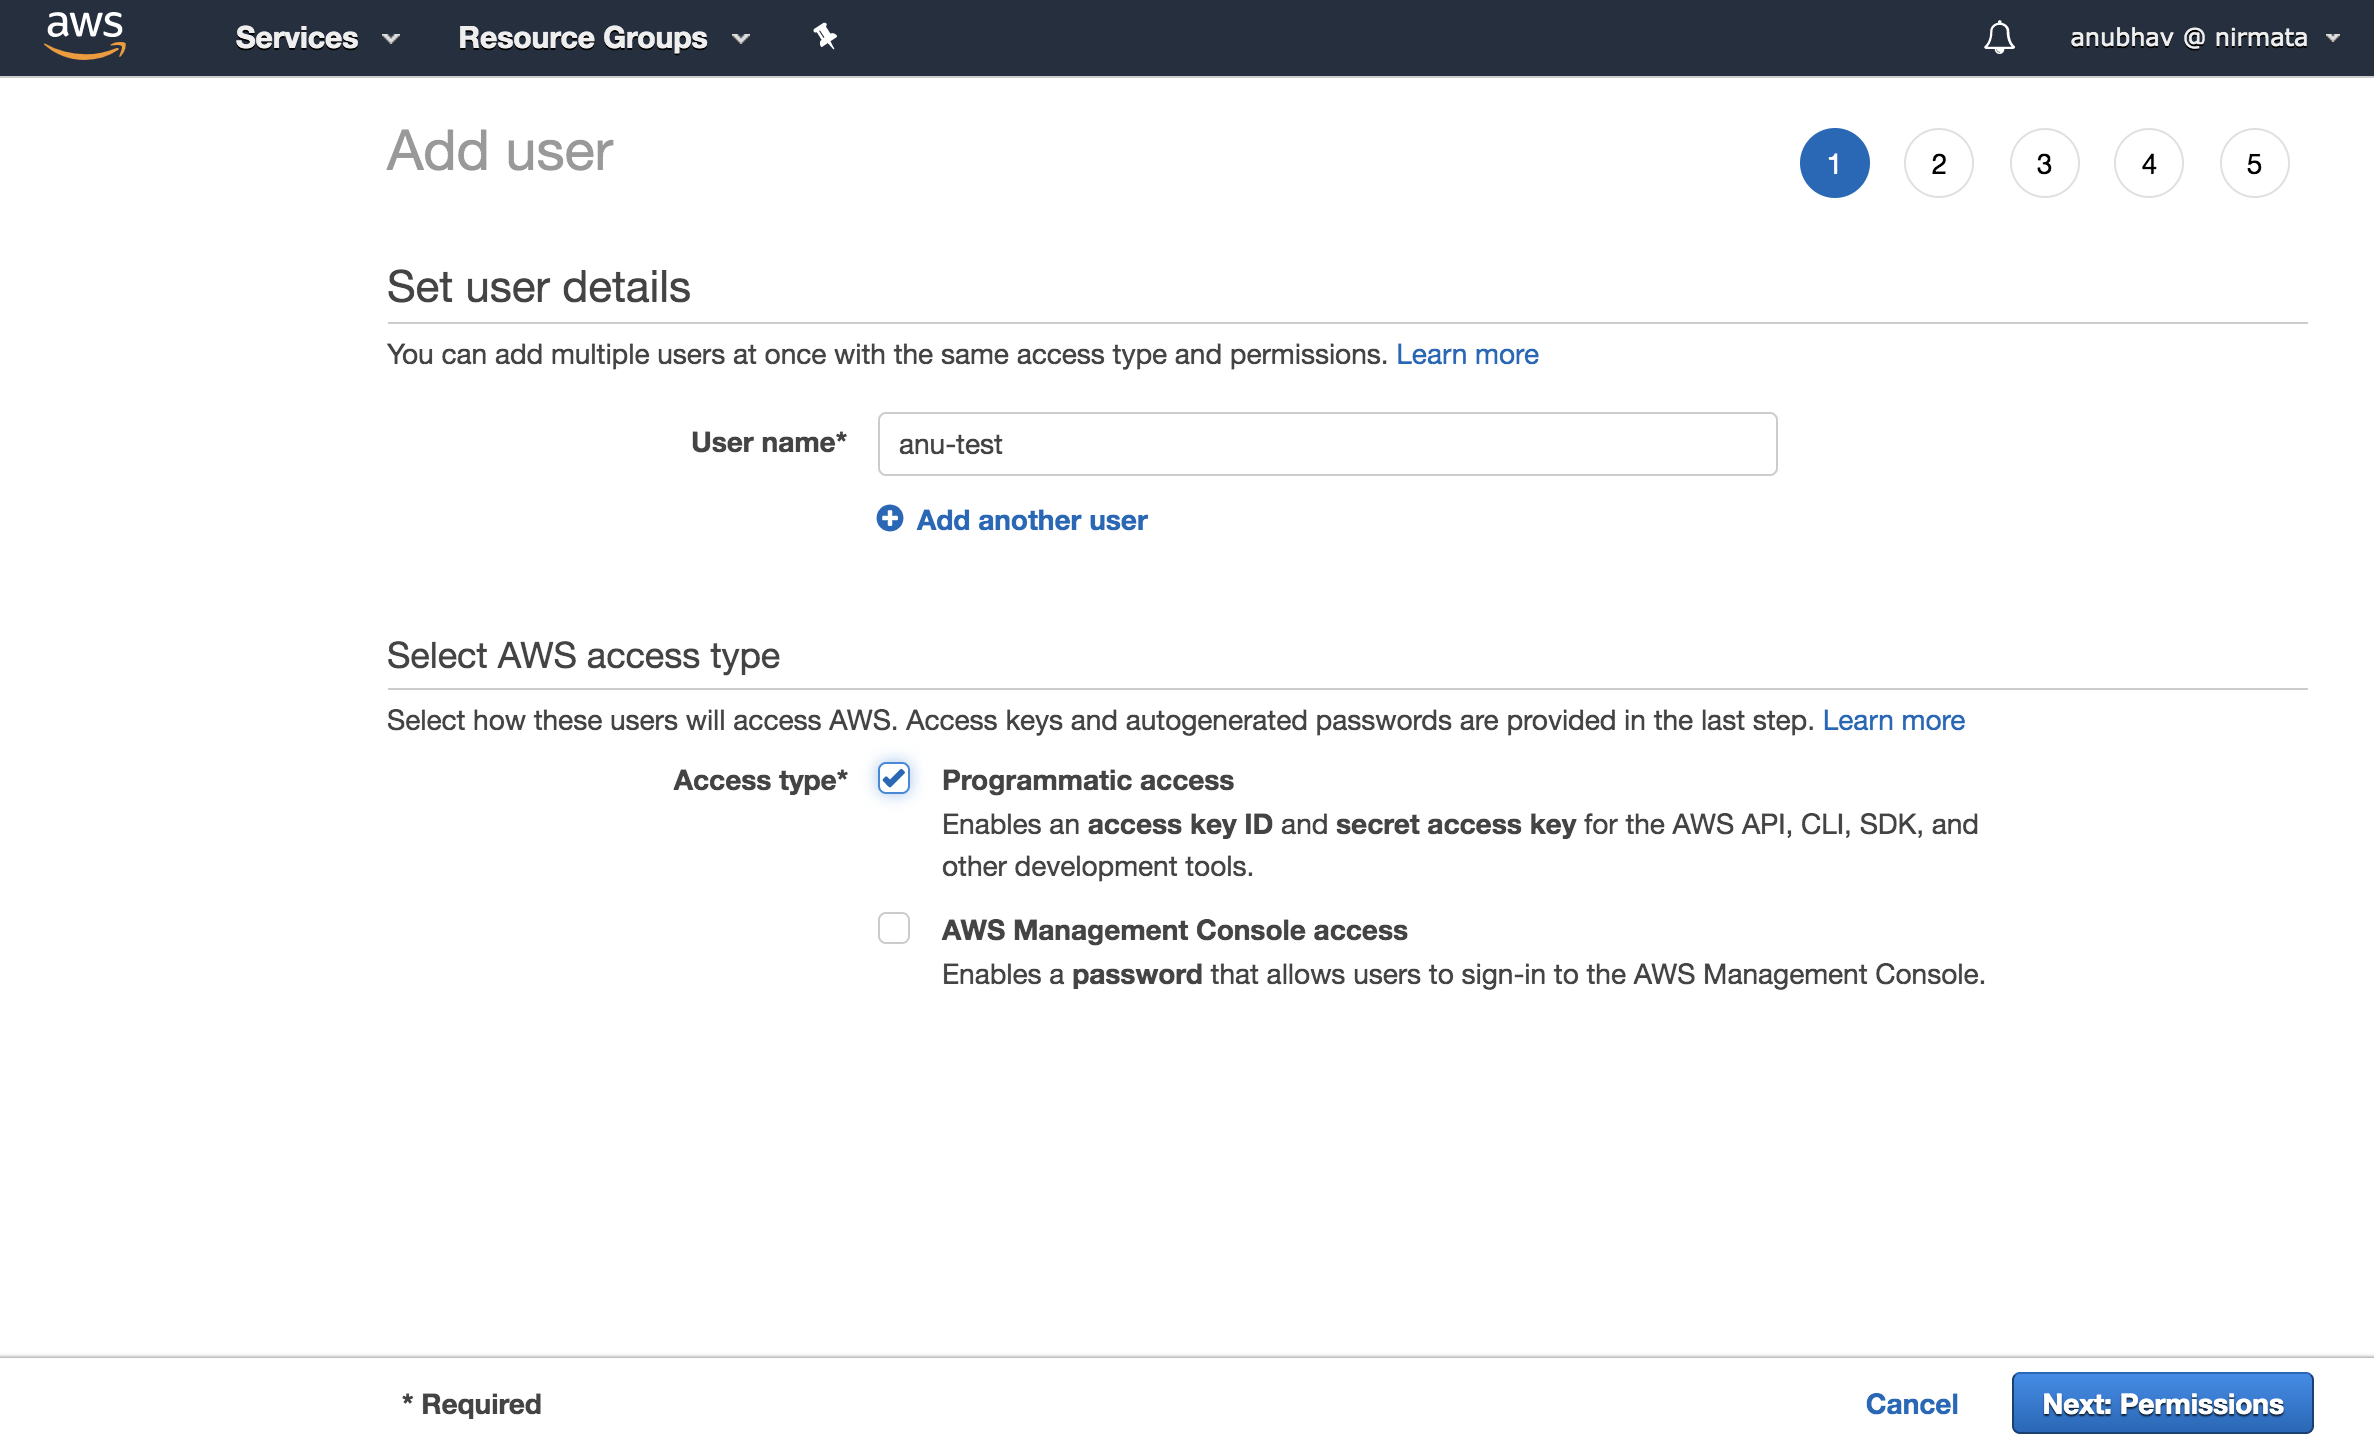 aws Services Resource Groups anubhav @ nirmata
Add user 1 2 3 4 5
Set user details
You can add multiple users at once with the same access type and permissions. Learn more
User name* anu-test
Add another user
Select AWS access type
Select how these users will access AWS. Access keys and autogenerated passwords are provided in the last step. Learn more
Access type* Programmatic access
Enables an access key ID and secret access key for the AWS API, CLI, SDK, and
other development tools.
AWS Management Console access
Enables a password that allows users to sign-in to the AWS Management Console.
* Required Cancel Next: Permissions